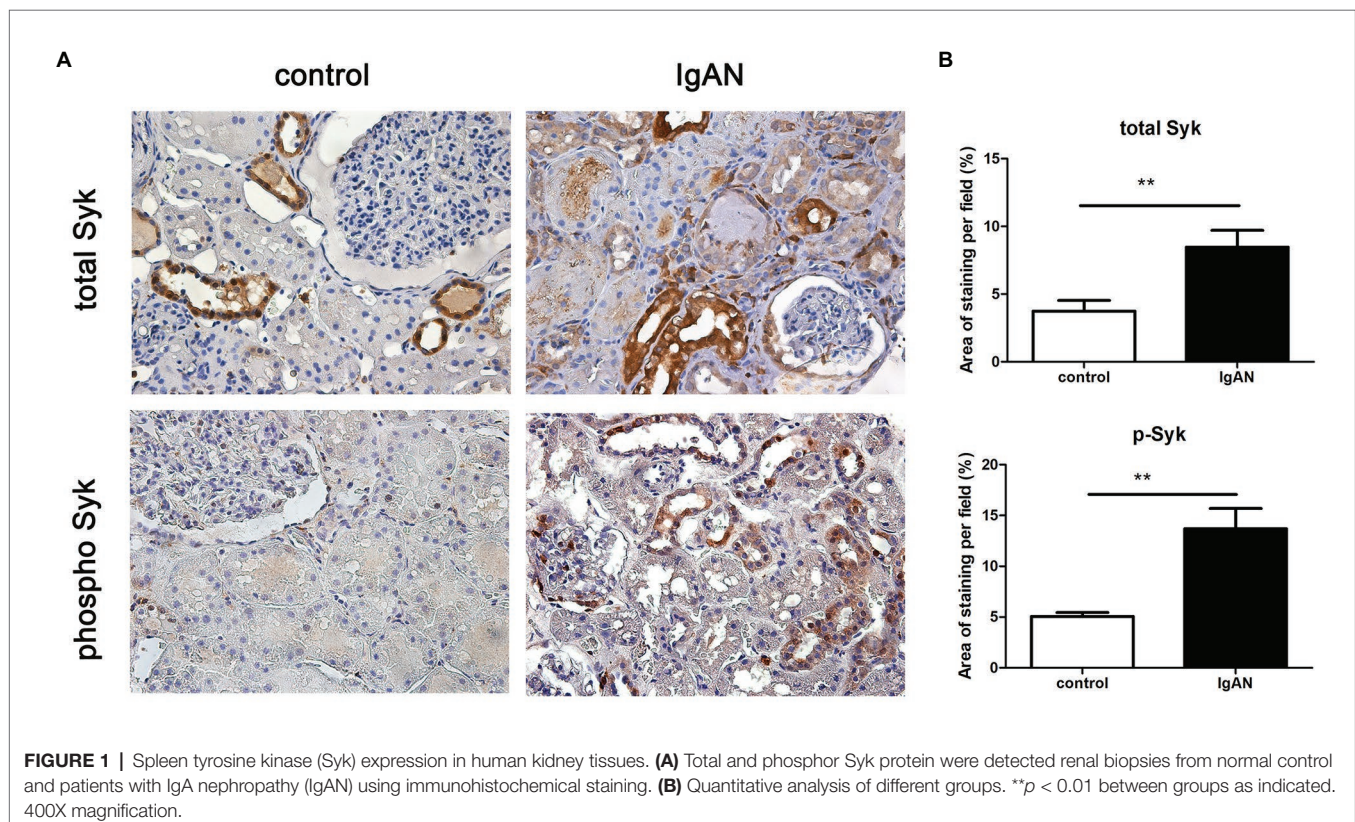 A
control
IgAN
total Syk
phospho Syk
B
total Syk
Area of staining per field (%)
15
10
5
0
**
control
IgAN
p-Syk
Area of staining per field (%)
20
15
10
5
0
**
control
IgAN
FIGURE 1 | Spleen tyrosine kinase (Syk) expression in human kidney tissues. (A) Total and phosphor Syk protein were detected renal biopsies from normal control
and patients with IgA nephropathy (IgAN) using immunohistochemical staining. (B) Quantitative analysis of different groups. **p < 0.01 between groups as indicated.
400X magnification.